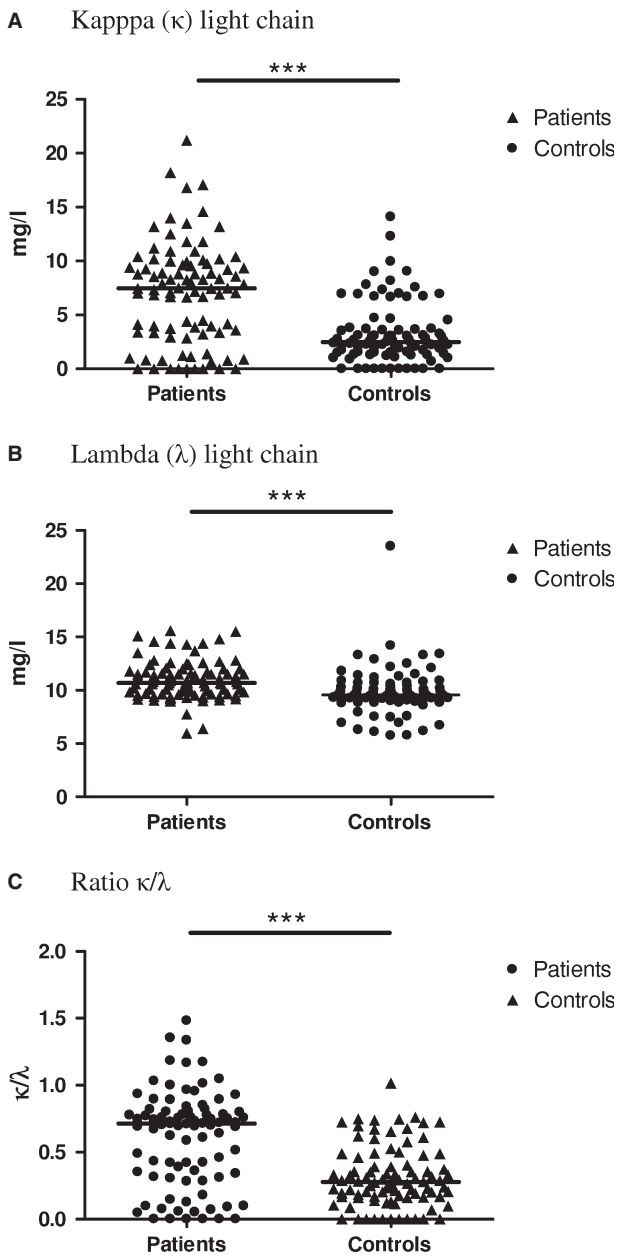 A Kapppa (κ) light chain
***
25
20
15
10
5
0
mg/l
Patients
Controls
Patients
Controls
B Lambda (λ) light chain
***
25
20
15
10
5
0
mg/l
Patients
Controls
Patients
Controls
C Ratio κ/λ
***
2.0
1.5
1.0
0.5
0.0
κ/λ
Patients
Controls
Patients
Controls